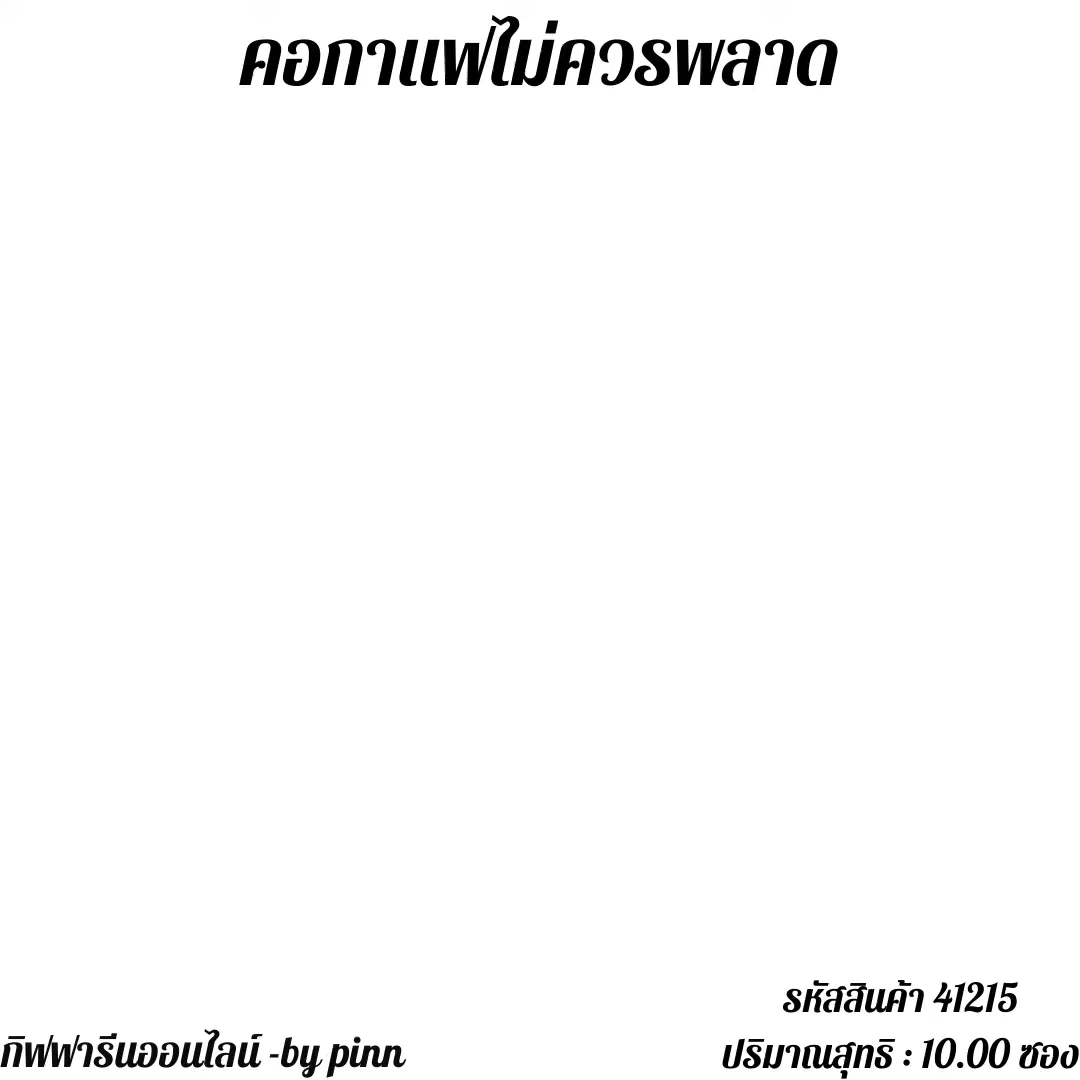 คอกาแฟไม่ควรพลาด
รหัสสินค้า 41215
กิฟฟารีนออนไลน์ -by pinn
ปริมาณสุทธิ : 10.00 ซอง